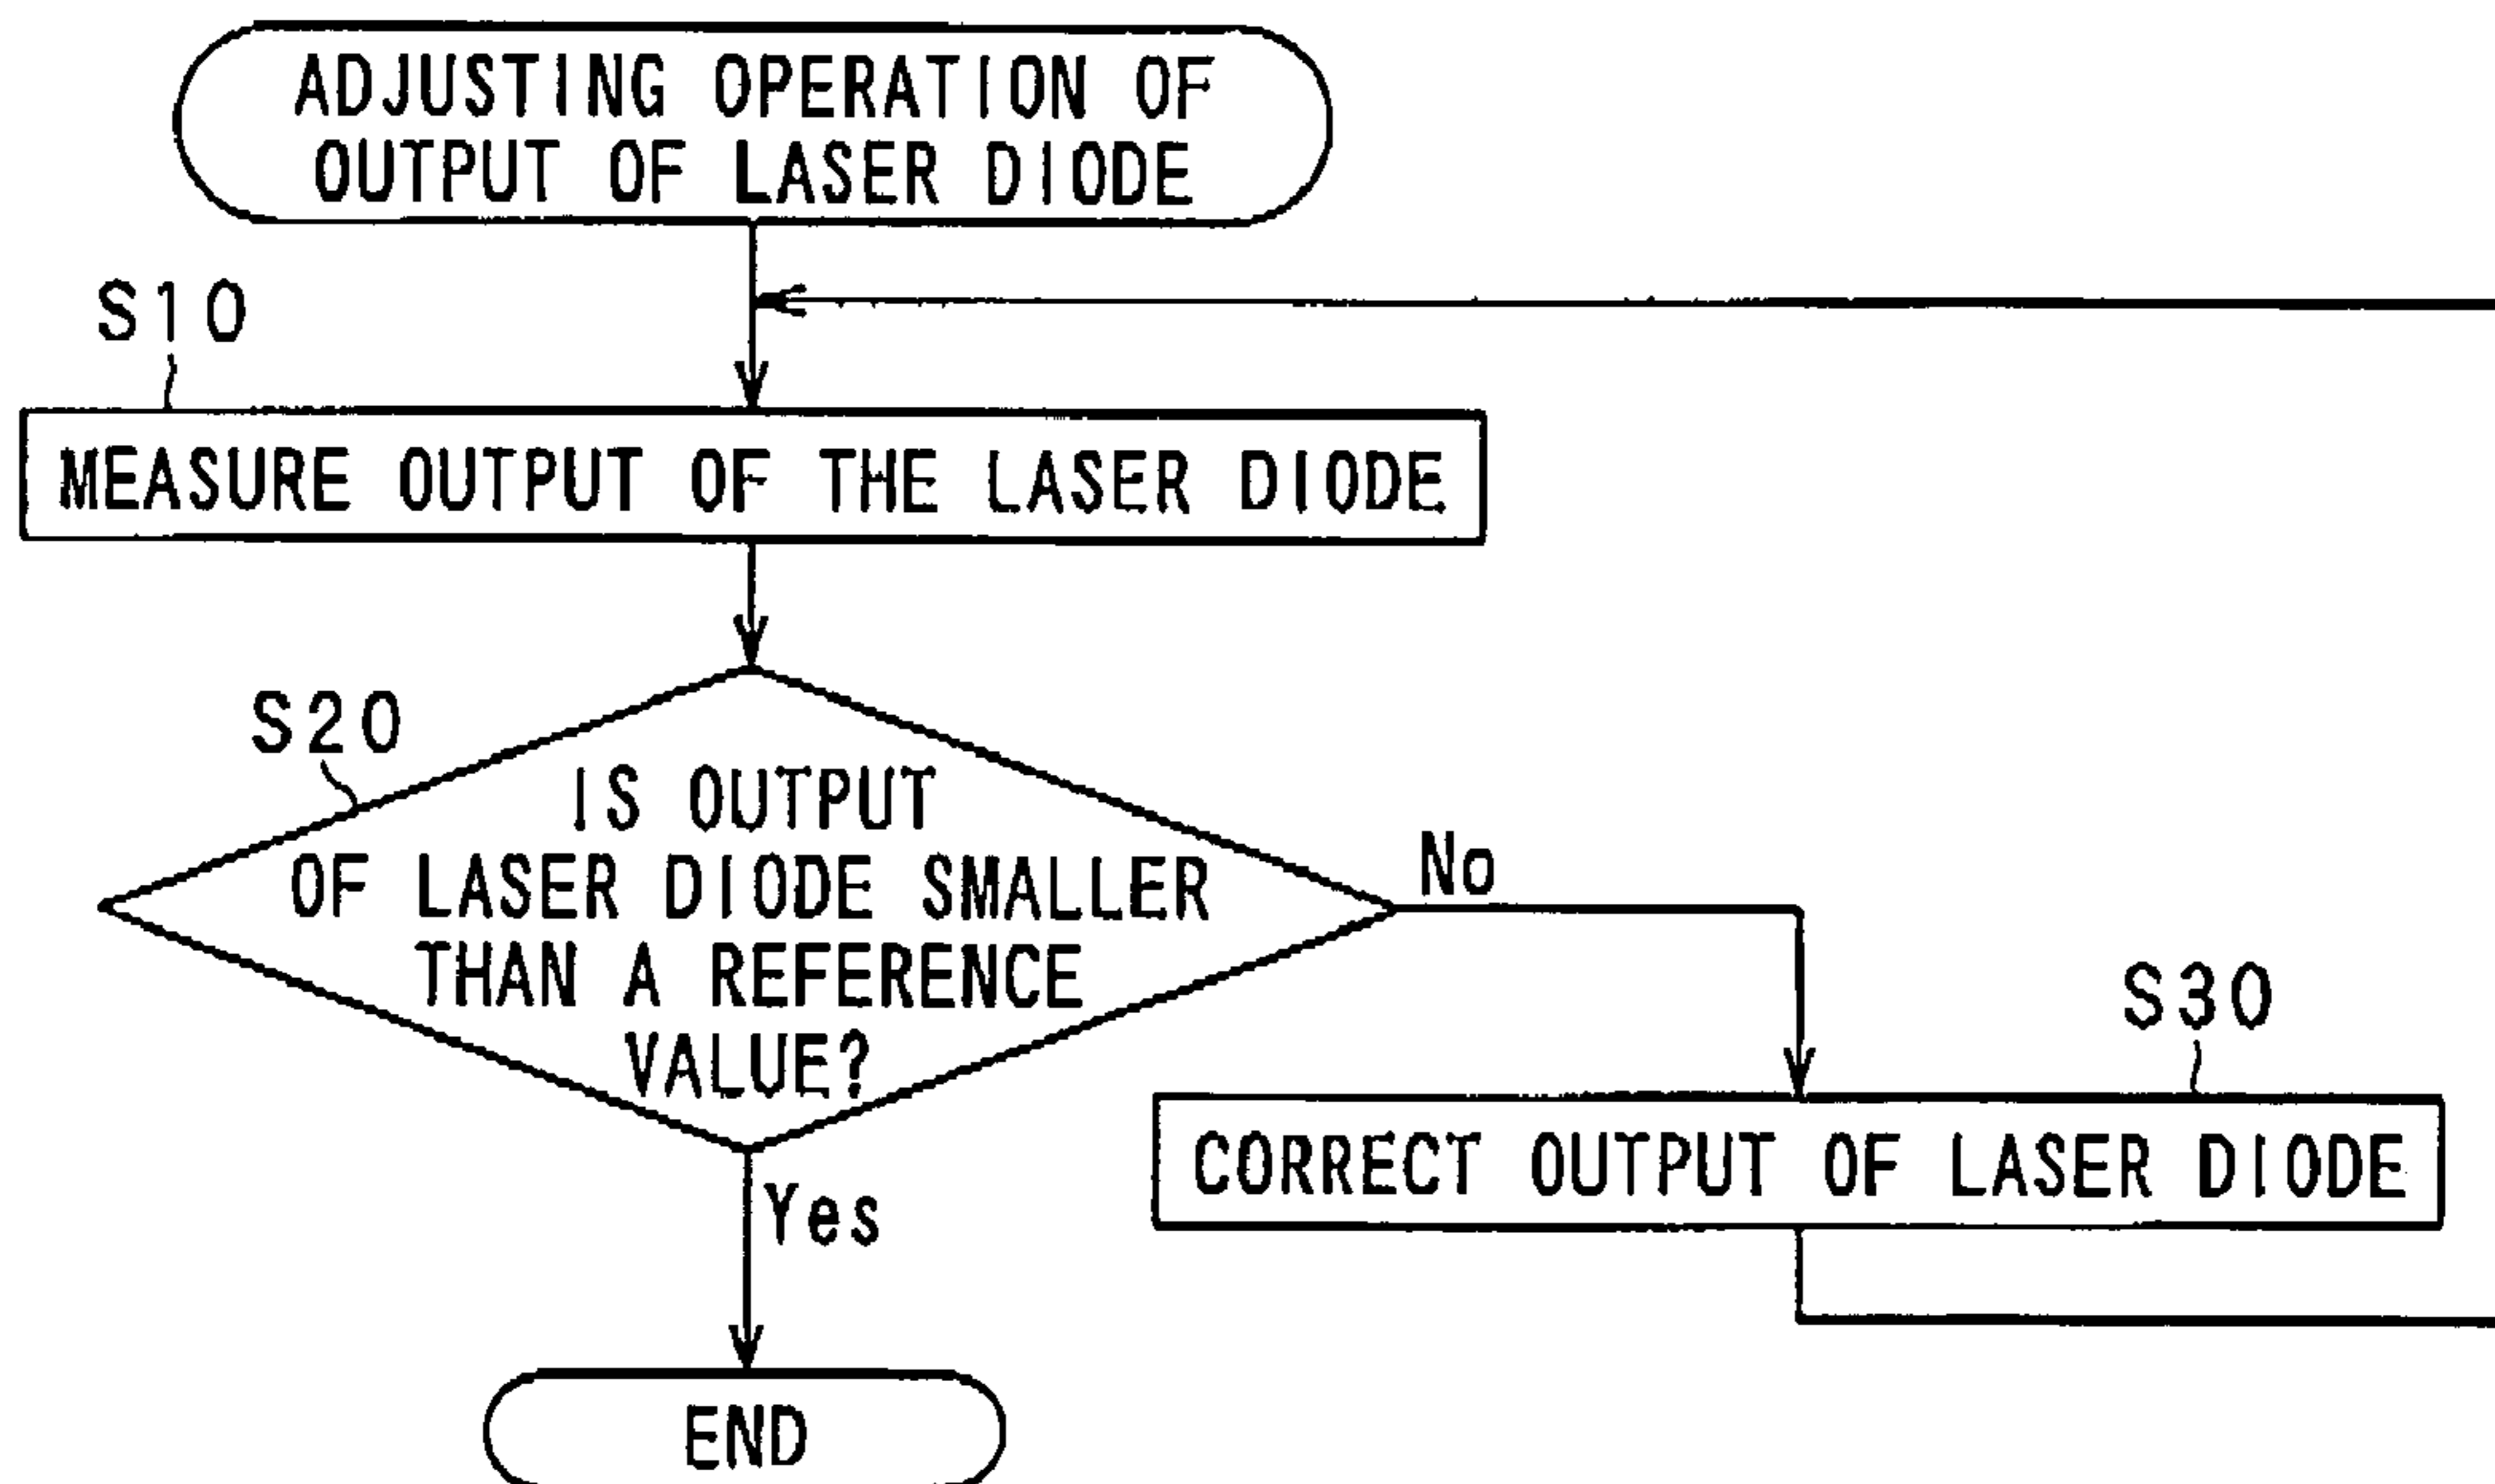 ADJUSTING OPERATION OF
OUTPUT OF LASER DIODE
S10
MEASURE OUTPUT OF THE LASER DIODE
S20
IS OUTPUT
OF LASER DIODE SMALLER
THAN A REFERENCE
VALUE?
No
S30
CORRECT OUTPUT OF LASER DIODE
Yes
END